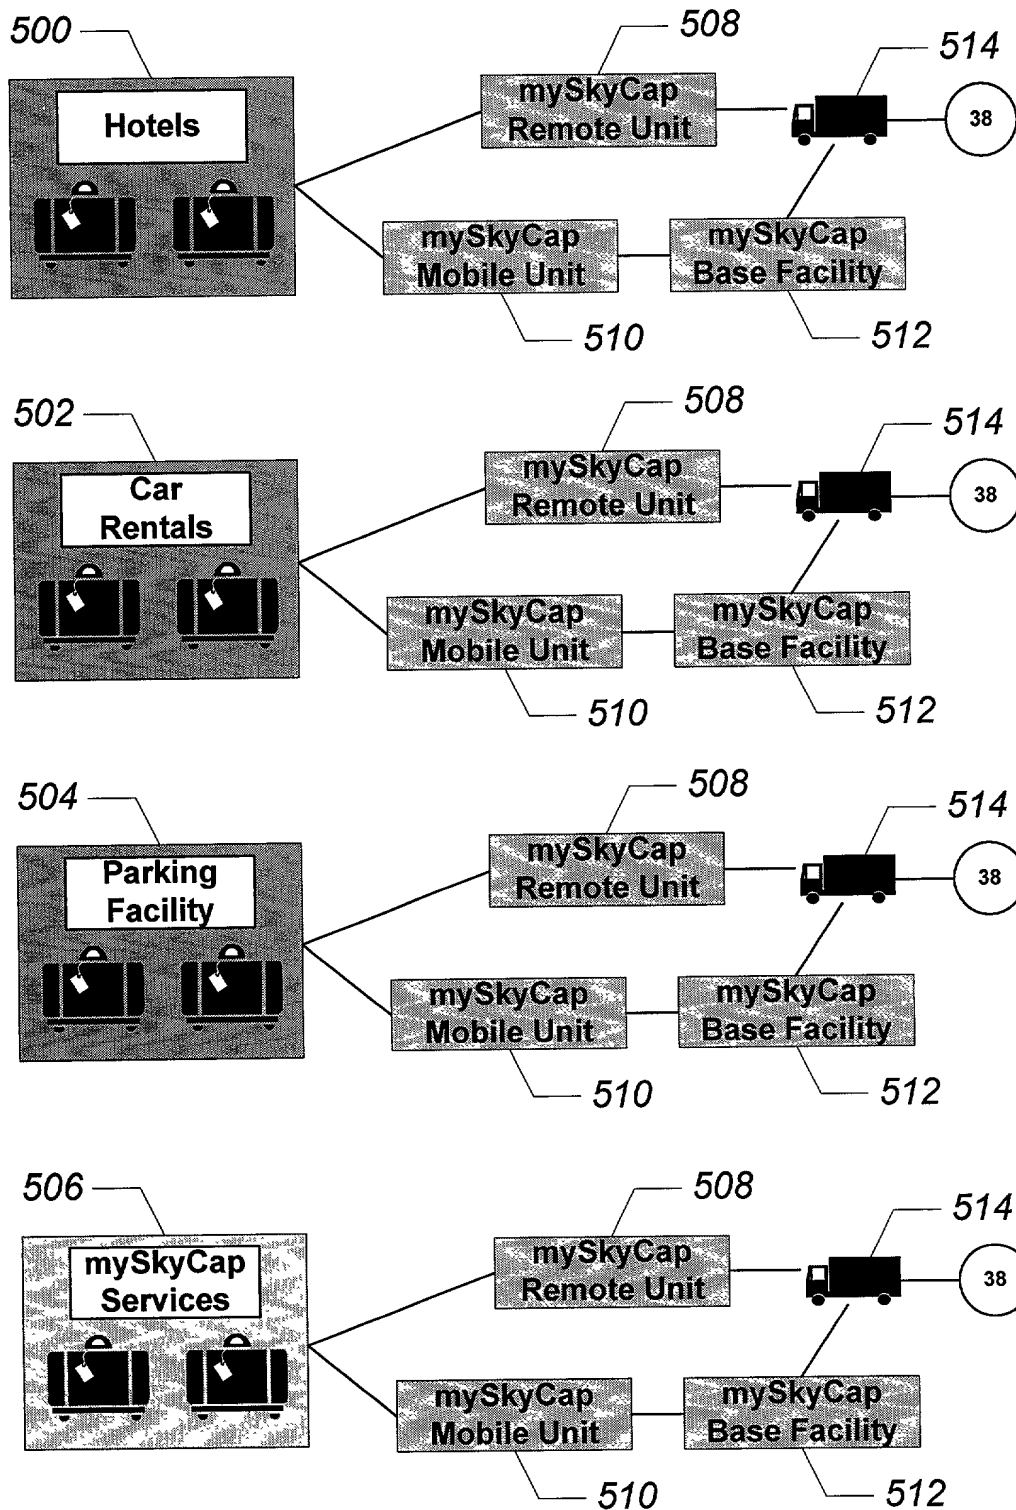 500
508
514
Hotels
mySkyCap
Remote Unit
38
mySkyCap
Mobile Unit
mySkyCap
Base Facility
510
512
502
508
514
Car
Rentals
mySkyCap
Remote Unit
38
mySkyCap
Mobile Unit
mySkyCap
Base Facility
510
512
504
508
514
Parking
Facility
mySkyCap
Remote Unit
38
mySkyCap
Mobile Unit
mySkyCap
Base Facility
510
512
506
508
514
mySkyCap
Services
mySkyCap
Remote Unit
38
mySkyCap
Mobile Unit
mySkyCap
Base Facility
510
512